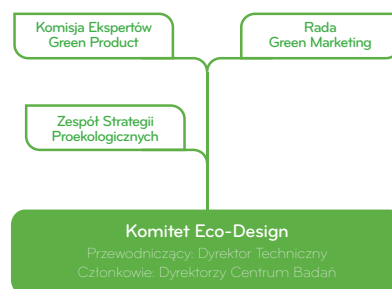 Komisja Ekspertów
Green Product
Rada
Green Marketing
Zespół Strategii
Proekologicznych
Komitet Eco-Design
Przewodniczący: Dyrektor Techniczny
Członkowie: Dyrektorzy Centrum Badań